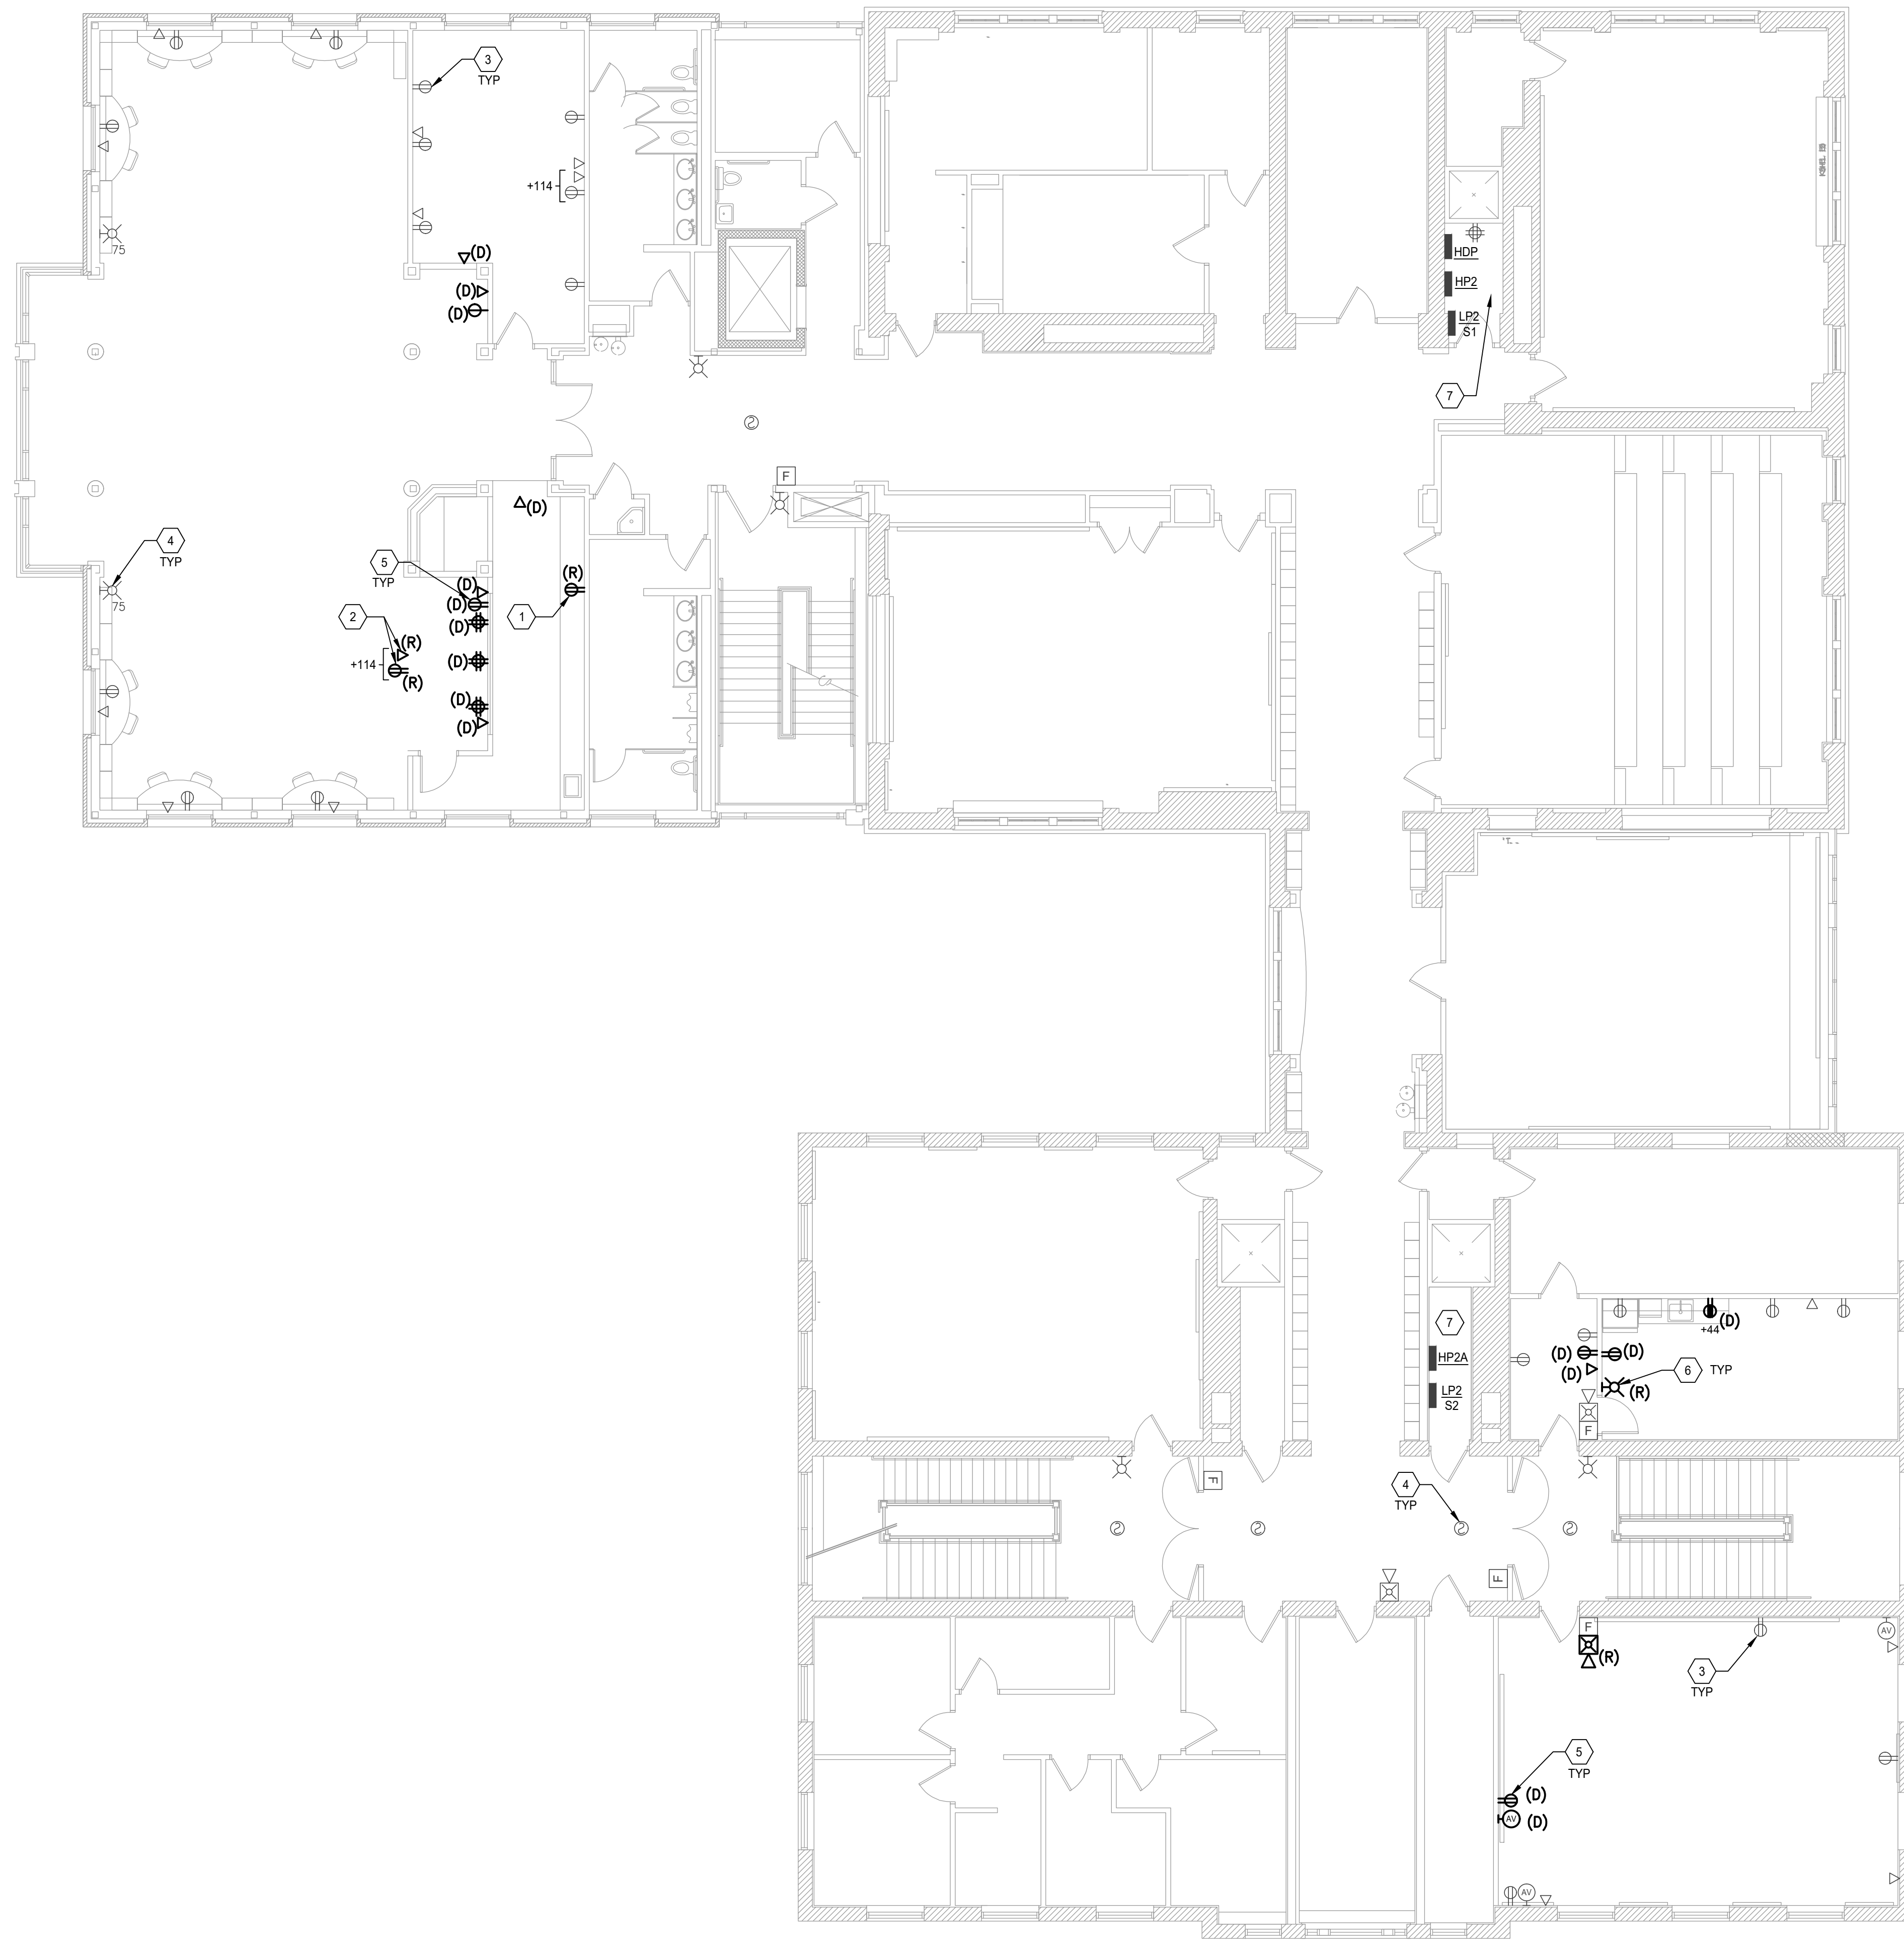 3
TYP
+114
75
(D)
(D)
(D)
HDP
HP2
LP2
S1
7
F
(D)
4
TYP
75
5
TYP
(R)
1
(D)
(D)
(D)
2
(R)
+114
(R)
(D)
(D)
(D)
7
HP2A
LP2
S2
(D)
+44
(D)
(D)
(D)
6
TYP
(R)
F
F
4
TYP
F
F
(R)
AV
3
TYP
5
TYP
(D)
AV
(D)
AV